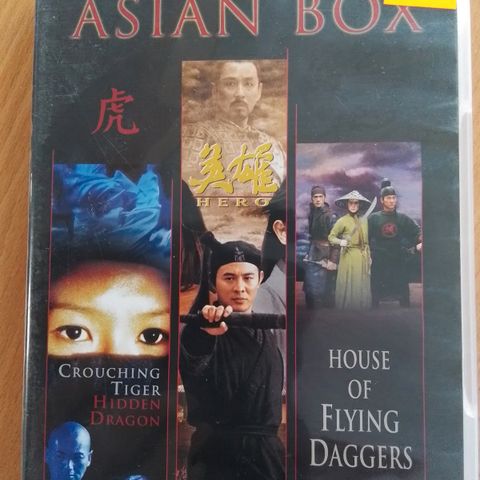 ASIAN BOX
虎
英雄
HERO
CROUCHING
TIGER
HIDDEN
DRAGON
HOUSE
OF
FLYING
DAGGERS